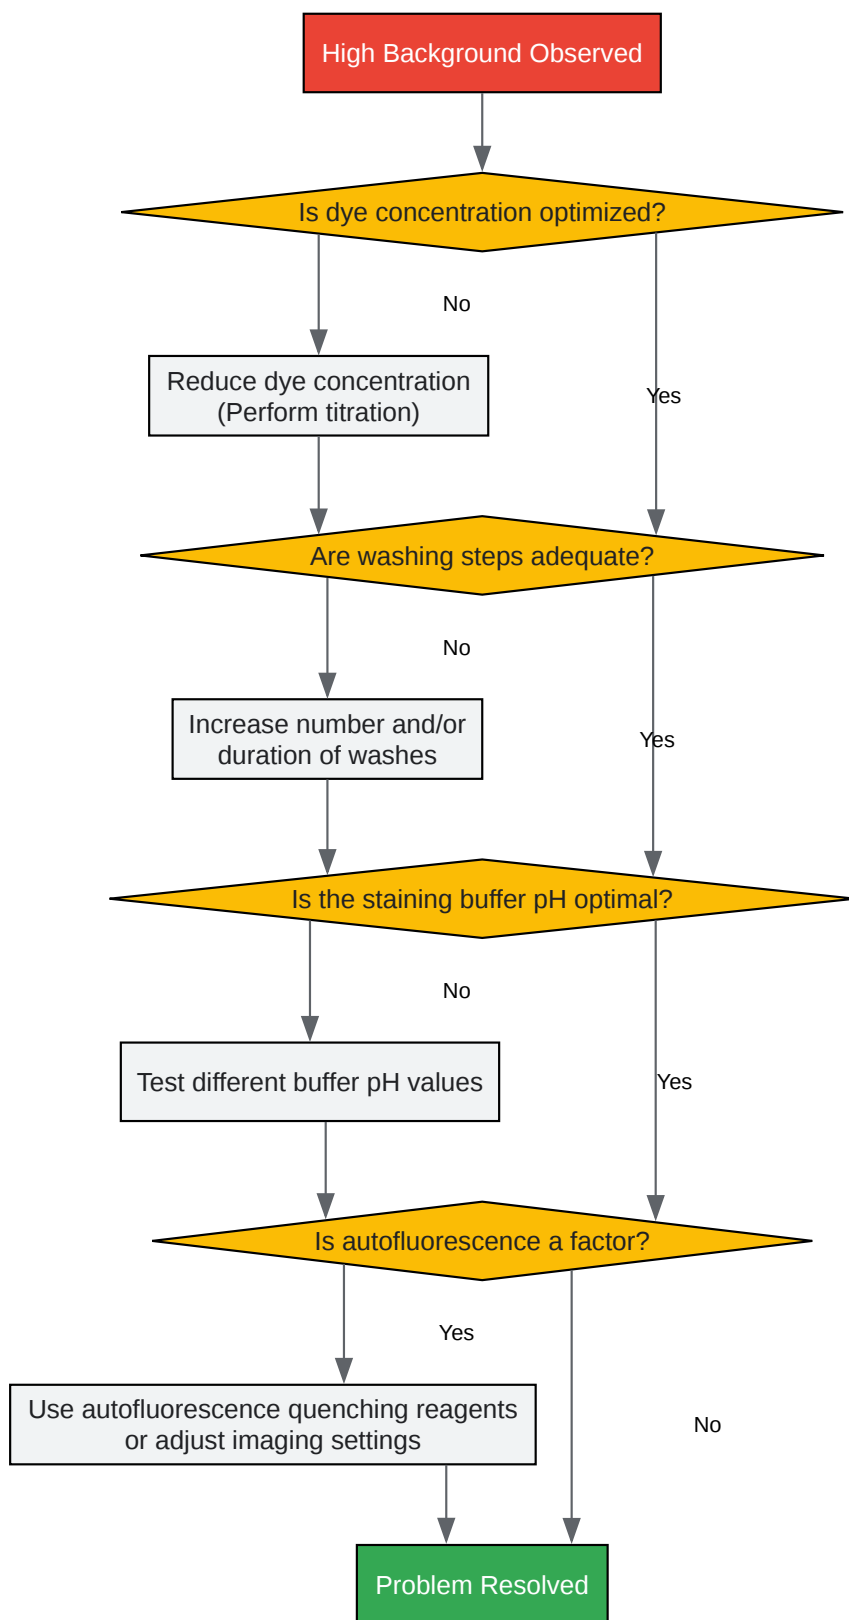 High Background Observed
Is dye concentration optimized?
No
Reduce dye concentration
(Perform titration)
Yes
Are washing steps adequate?
No
Increase number and/or
duration of washes
Yes
Is the staining buffer pH optimal?
No
Test different buffer pH values
Yes
Is autofluorescence a factor?
Yes
Use autofluorescence quenching reagents
or adjust imaging settings
No
Problem Resolved